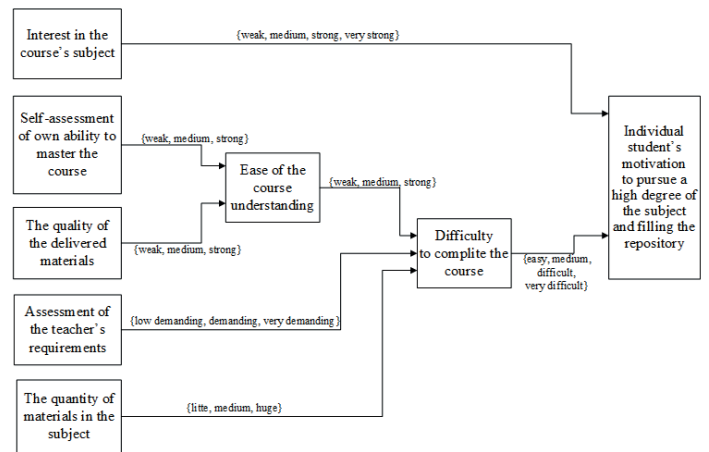 Interest in the
course's subject
{weak, medium, strong, very strong}
Self-assessment
of own ability to
master the
course
{weak, medium, strong}
Ease of the
course
understanding
{weak, medium, strong}
The quality of
the delivered
materials
{weak, medium, strong}
Difficulty
to complite the
course
{easy, medium,
difficult,
very difficult}
Individual
student's
motivation
to pursue a
high degree of
the subject
and filling the
repository
Assessment of
the teacher's
requirements
{low demanding, demanding, very demanding}
The quantity of
materials in the
subject
{litte, medium, huge}